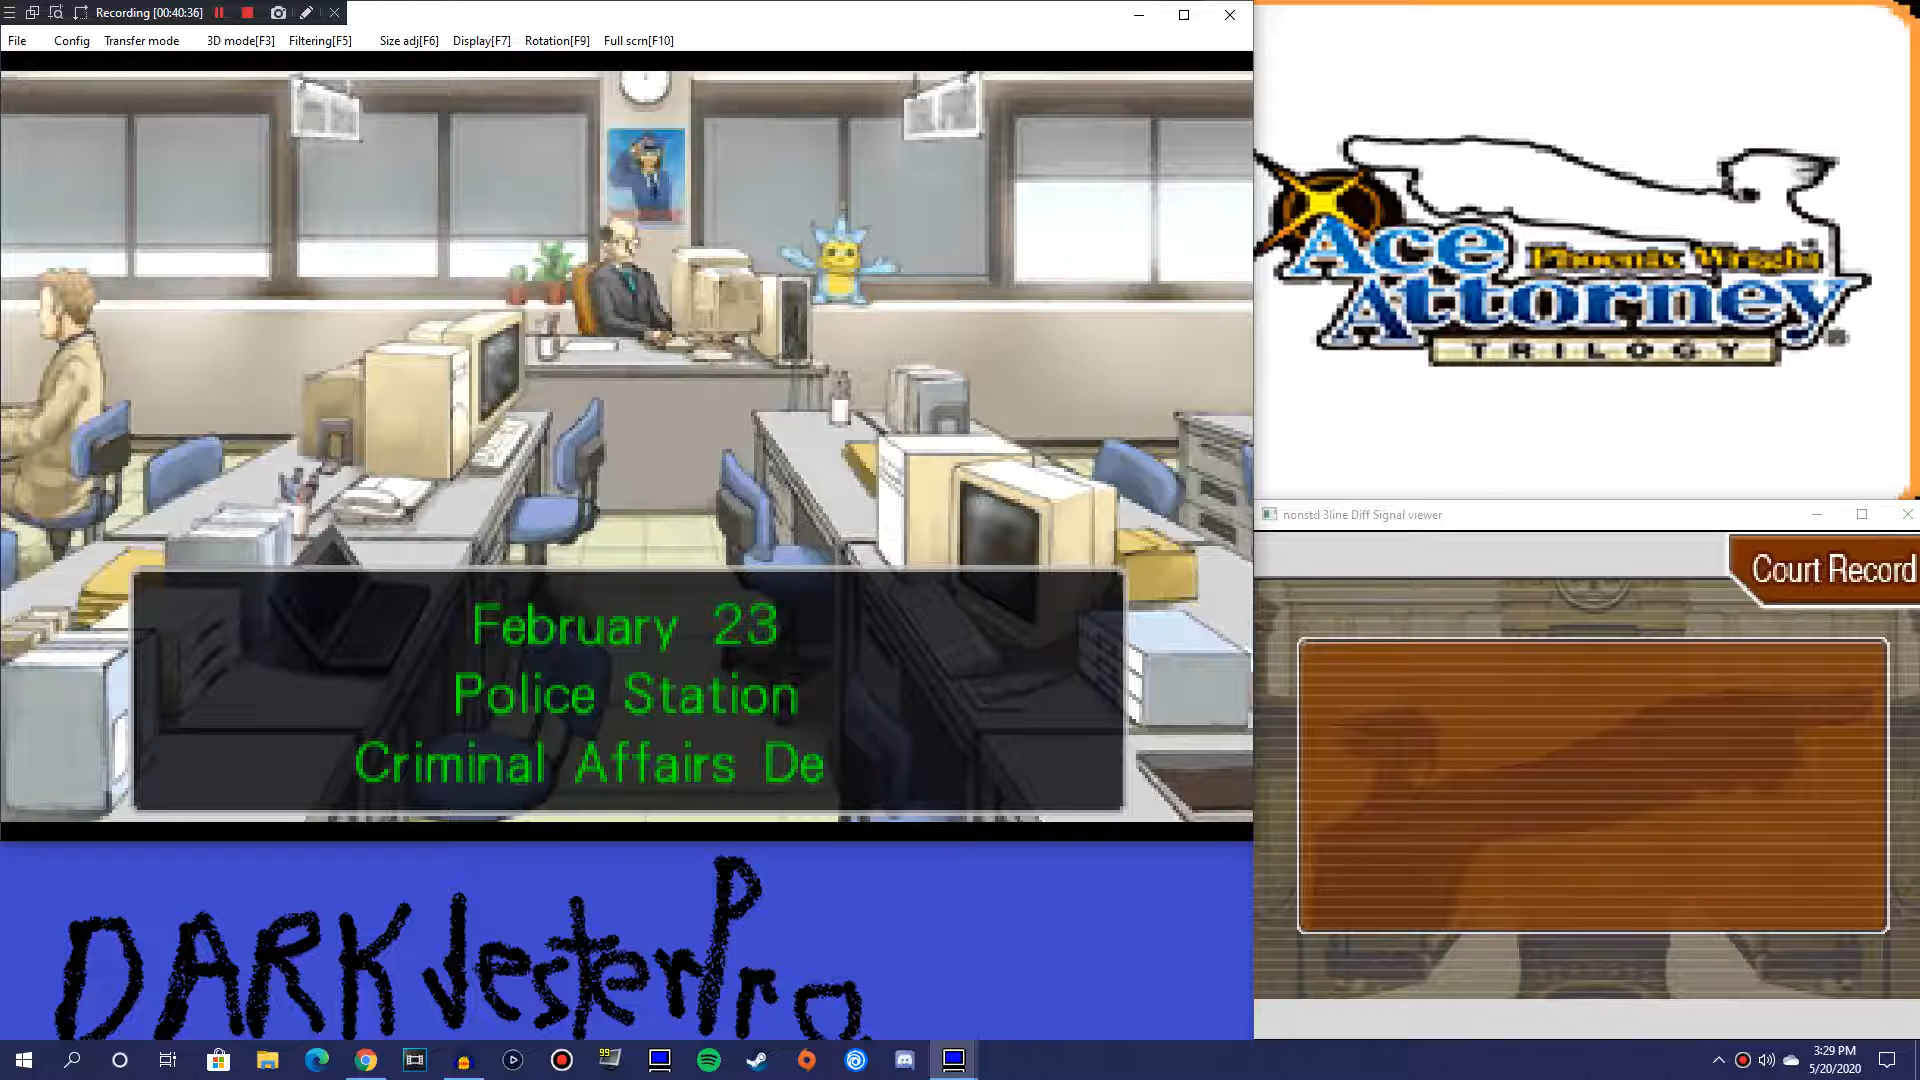 Recording [00:40:36]
File Config Transfer mode 3D mode[F3] Filtering[F5] Size adj[F6] Display[F7] Rotation[F9] Full scrn[F10]
February 23
Police Station
Criminal Affairs De
Phoenix Wright
Ace
Attorney
TRILOGY
nonstd 3line Diff Signal viewer
Court Record
DARKJesterPro
99
3:29 PM
5/20/2020